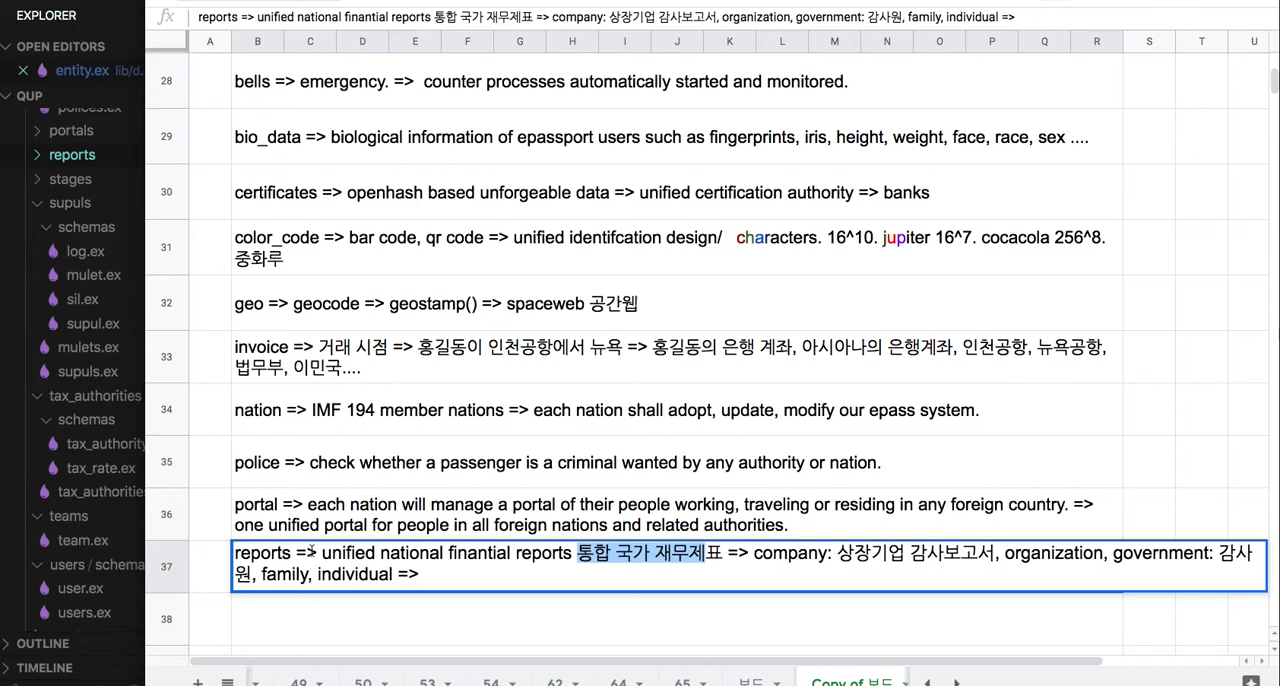 EXPLORER
OPEN EDITORS
entity.ex lib/d.
QUP
polices.ex
portals
reports
stages
supuls
schemas
log.ex
mulet.ex
sil.ex
supul.ex
mulets.ex
supuls.ex
tax_authorities
schemas
tax_authority
tax_rate.ex
tax_authorities
teams
team.ex
users / schema
user.ex
users.ex
OUTLINE
TIMELINE
fx reports => unified national finantial reports 통합 국가 재무제표 => company: 상장기업 감사보고서, organization, government: 감사원, family, individual =>
A B C D E F G H I J K L M N O P Q R S T U
28 bells => emergency. => counter processes automatically started and monitored.
29 bio_data => biological information of epassport users such as fingerprints, iris, height, weight, face, race, sex ....
30 certificates => openhash based unforgeable data => unified certification authority => banks
31 color_code => bar code, qr code => unified identifcation design/ characters. 16^10. jupiter 16^7. cocacola 256^8.
중화루
32 geo => geocode => geostamp() => spaceweb 공간웹
33 invoice => 거래 시점 => 홍길동이 인천공항에서 뉴욕 => 홍길동의 은행 계좌, 아시아나의 은행계좌, 인천공항, 뉴욕공항,
법무부, 이민국....
34 nation => IMF 194 member nations => each nation shall adopt, update, modify our epass system.
35 police => check whether a passenger is a criminal wanted by any authority or nation.
36 portal => each nation will manage a portal of their people working, traveling or residing in any foreign country. =>
one unified portal for people in all foreign nations and related authorities.
37 reports => unified national finantial reports 통합 국가 재무제표 => company: 상장기업 감사보고서, organization, government: 감사
원, family, individual =>
38
49 50 53 54 62 64 65 보드 Copy of 보드